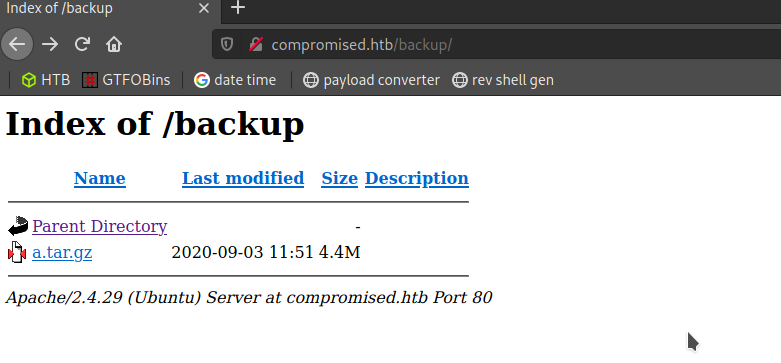 Index of /backup
compromised.htb/backup/
HTB GTFOBins date time payload converter rev shell gen
Index of /backup
Name Last modified Size Description
Parent Directory -
a.tar.gz 2020-09-03 11:51 4.4M
Apache/2.4.29 (Ubuntu) Server at compromised.htb Port 80